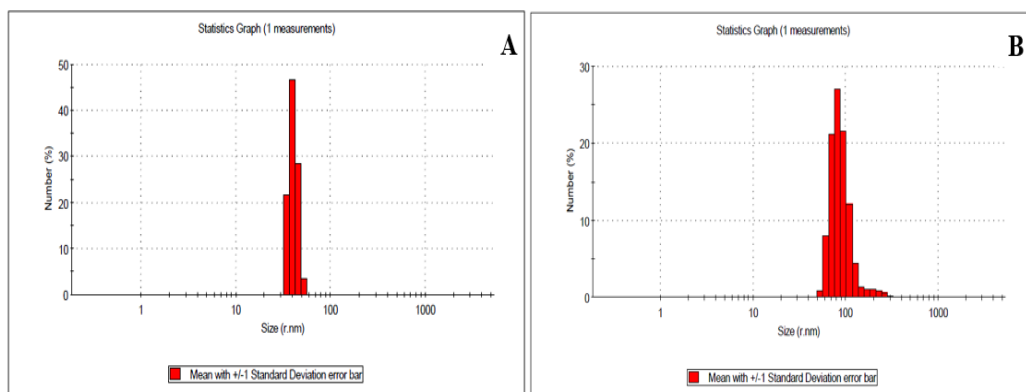 Statistics Graph (1 measurements)
A
50
40
30
20
10
0
Number (%)
1
10
100
1000
Size (r.nm)
Mean with +/-1 Standard Deviation error bar
Statistics Graph (1 measurements)
B
30
20
10
0
Number (%)
1
10
100
1000
Size (r.nm)
Mean with +/-1 Standard Deviation error bar